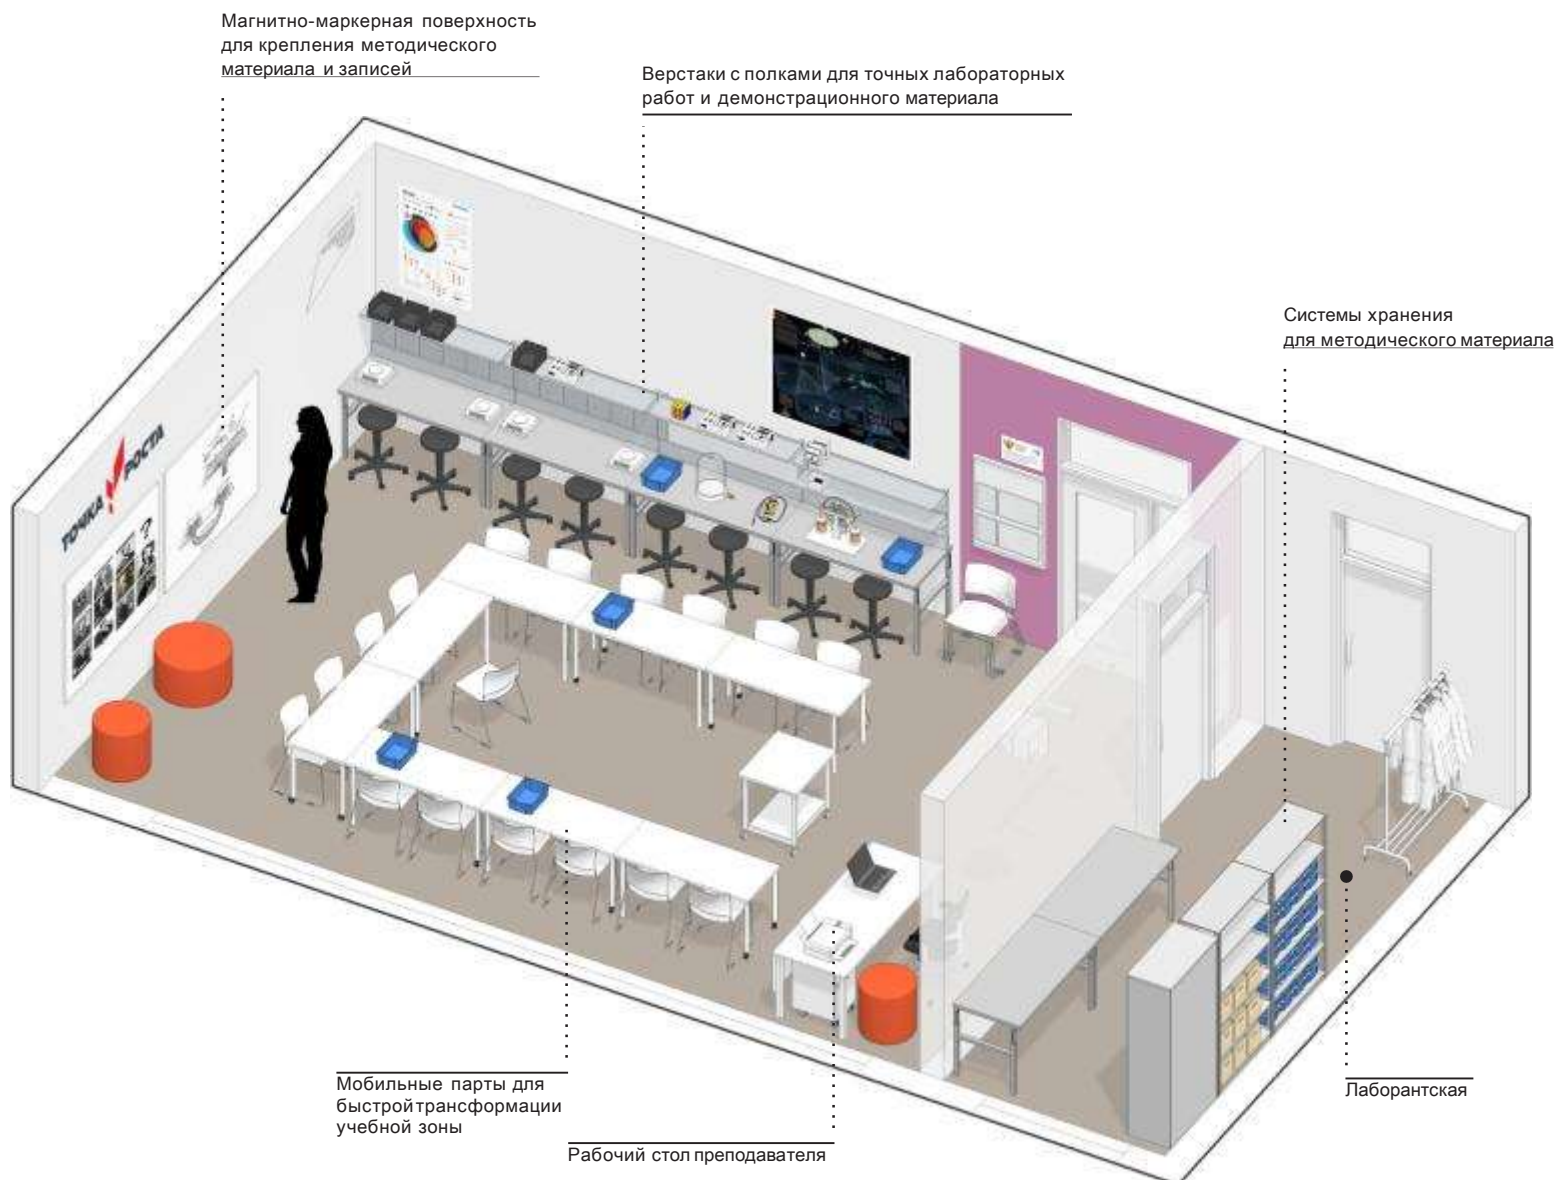 Магнитно-маркерная поверхность
для крепления методического
материала и записей
Верстаки с полками для точных лабораторных
работ и демонстрационного материала
Системы хранения
для методического материала
ТОЧКА РОСТА
?
Мобильные парты для
быстрой трансформации
учебной зоны
Рабочий стол преподавателя
Лаборантская